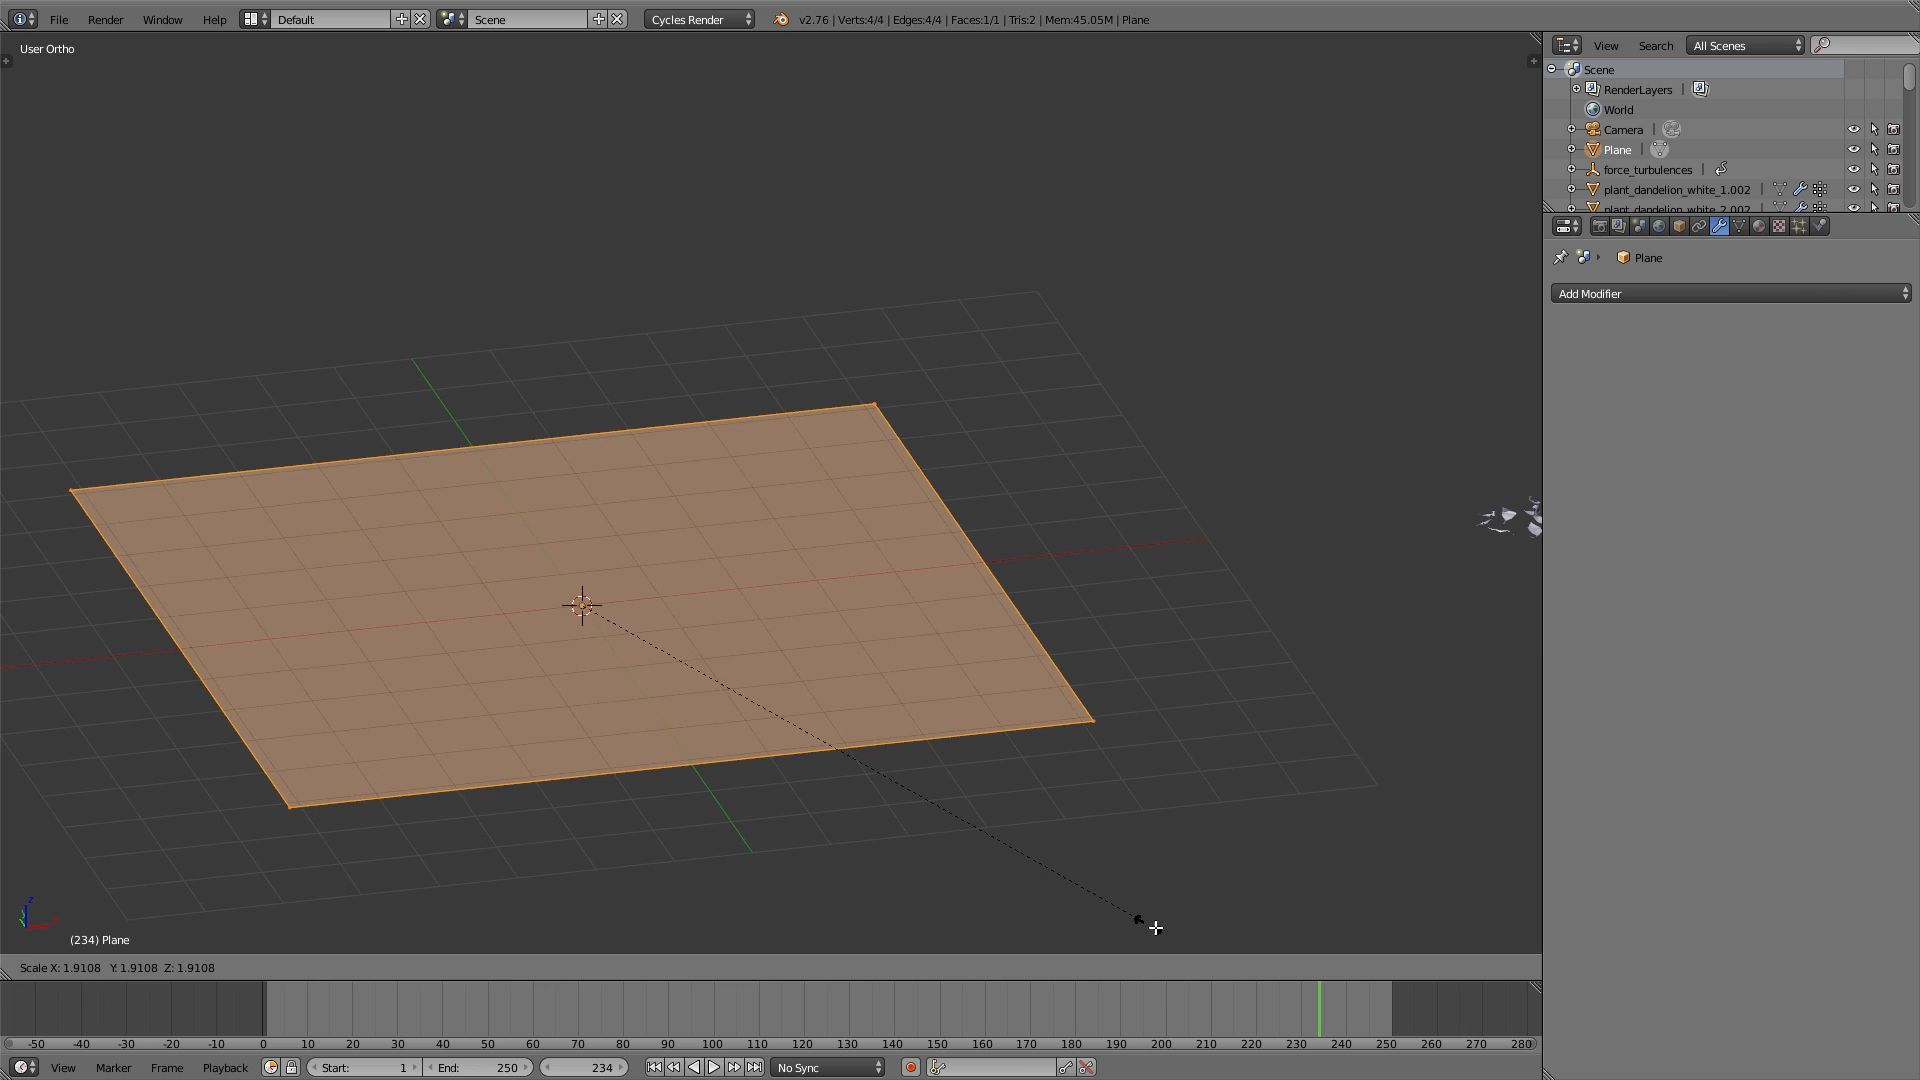 File Render Window Help Default Scene Cycles Render v2.76 | Verts:4/4 | Edges:4/4 | Faces:1/1 | Tris:2 | Mem:45.05M | Plane
User Ortho
View Search All Scenes
Scene
RenderLayers
World
Camera
Plane
force_turbulences
plant_dandelion_white_1.002
plant_dandelion_white_2.002
Plane
Add Modifier
z
(234) Plane
Scale X: 1.9108 Y: 1.9108 Z: 1.9108
-50 -40 -30 -20 -10 0 10 20 30 40 50 60 70 80 90 100 110 120 130 140 150 160 170 180 190 200 210 220 230 240 250 260 270 280
View Marker Frame Playback Start: 1 End: 250 234 No Sync